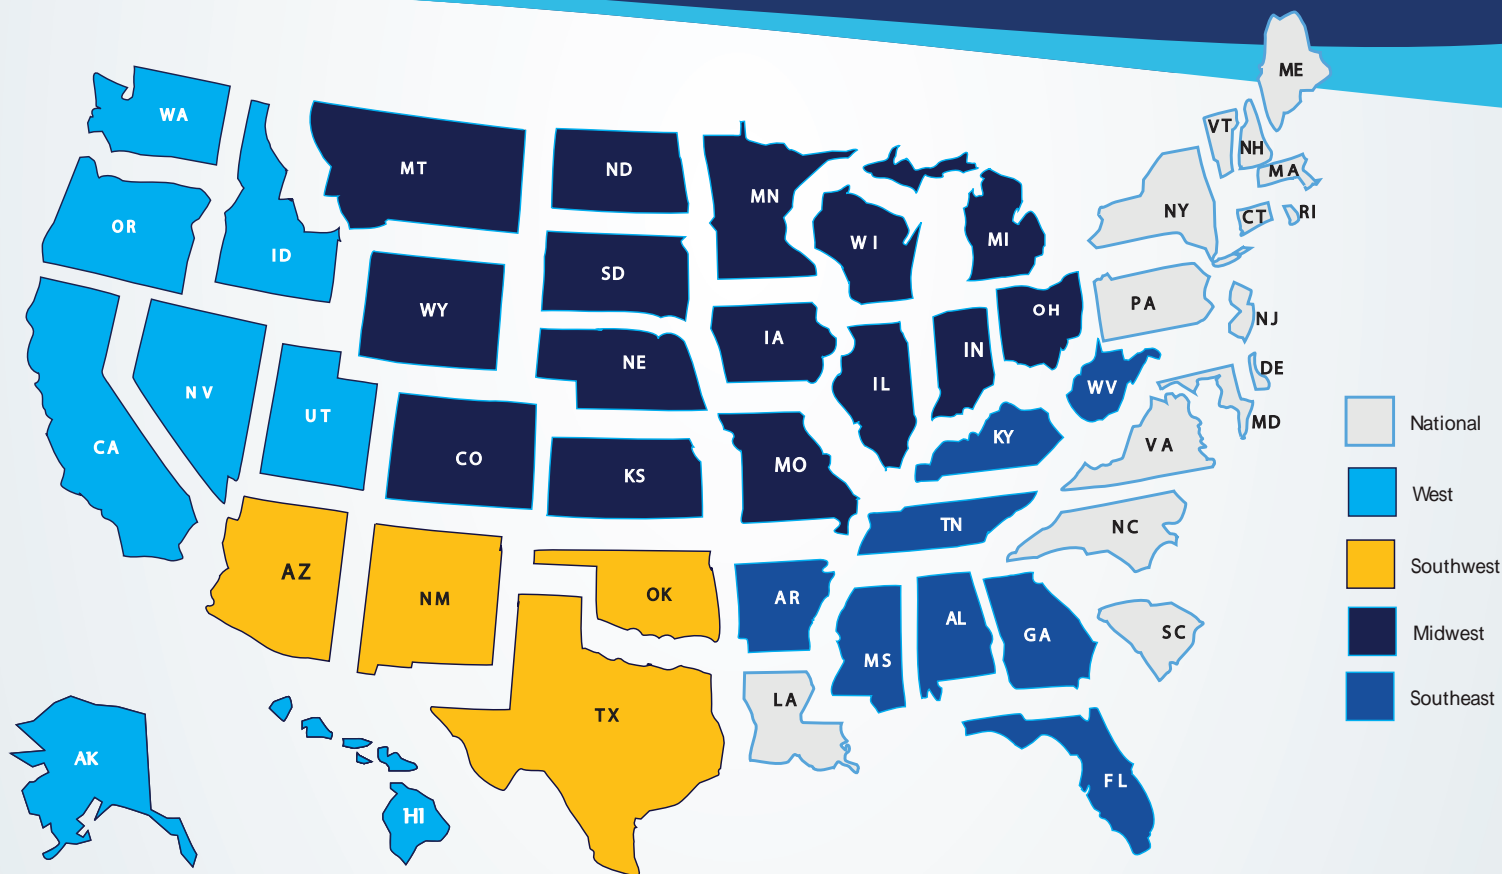 ME
WA
VT
NH
MT
ND
MA
MN
NY
CT
RI
OR
WI
MI
ID
SD
WY
OH
PA
NJ
IA
IN
NE
DE
NV
IL
WV
UT
MD
National
CA
KY
VA
CO
MO
KS
West
TN
NC
AZ
Southwest
NM
OK
AR
AL
GA
SC
Midwest
MS
LA
Southeast
TX
AK
FL
HI